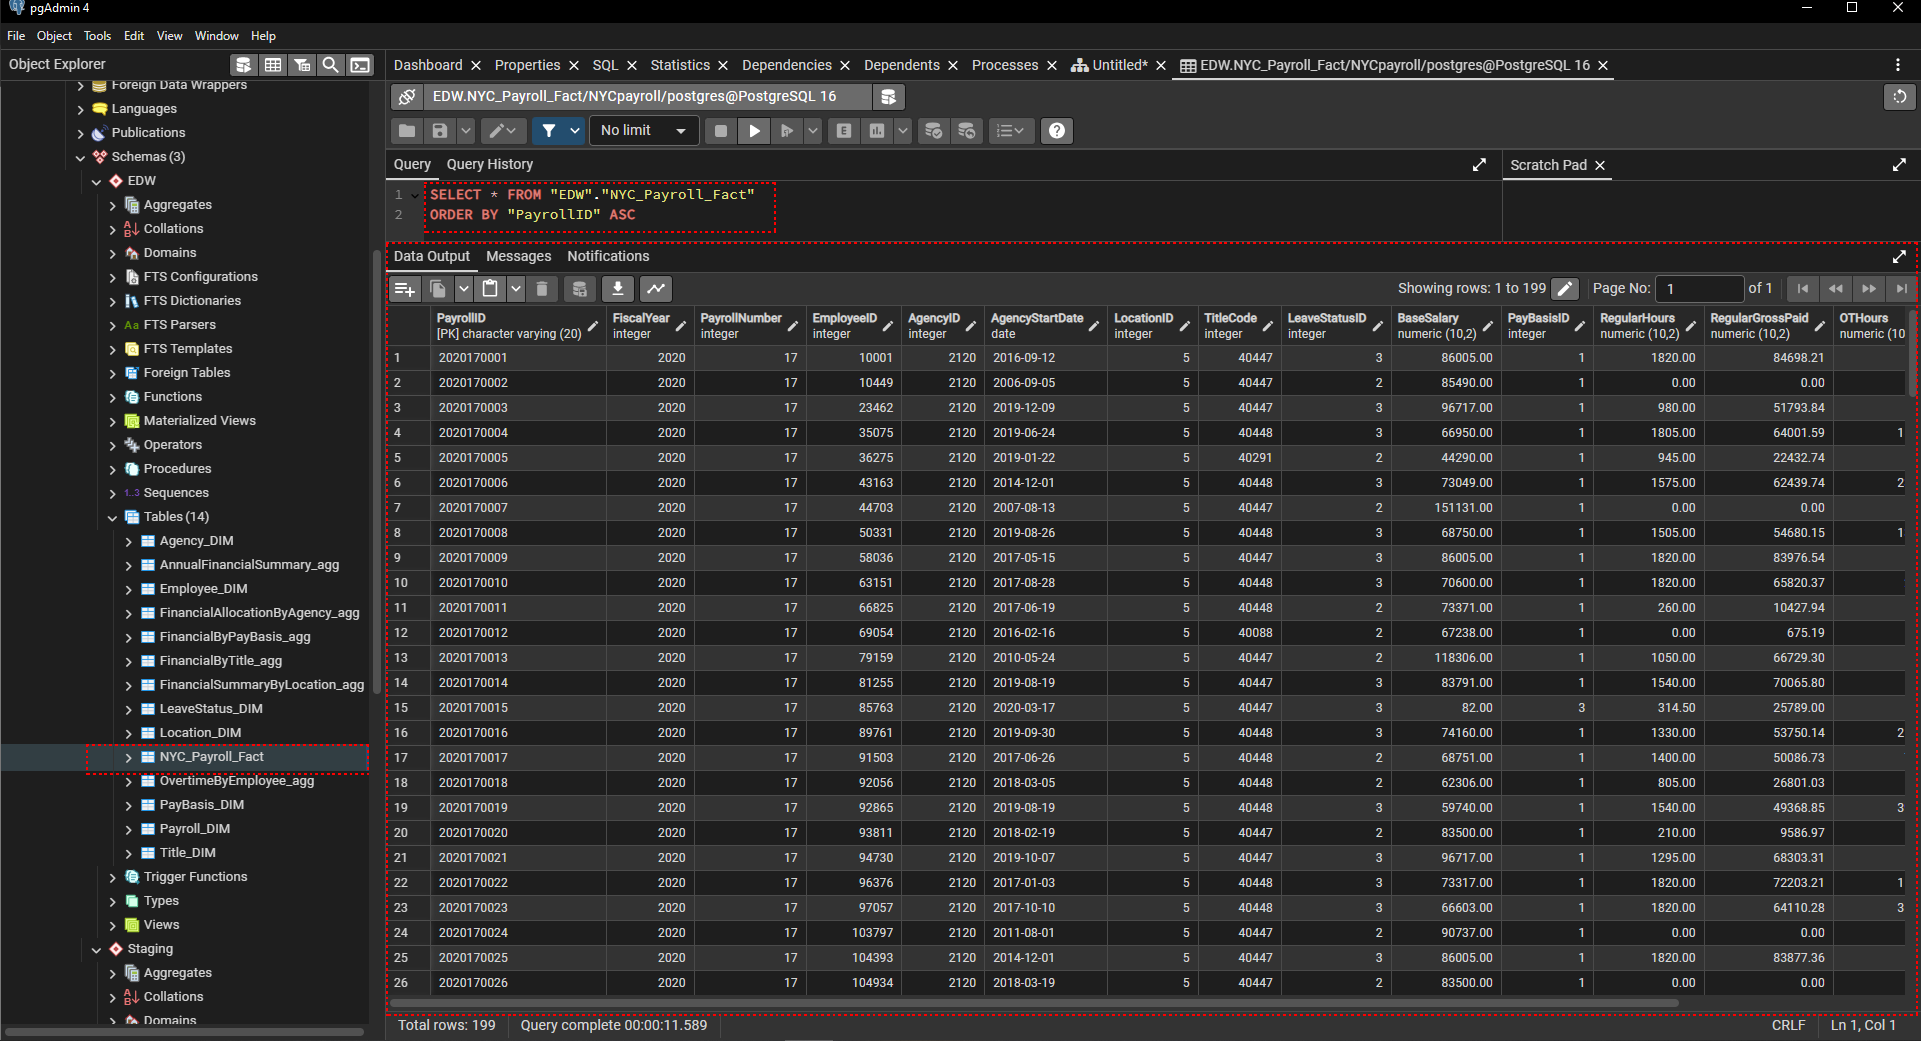 pgAdmin 4
File Object Tools Edit View Window Help
Object Explorer
Foreign Data Wrappers
Languages
Publications
Schemas (3)
EDW
Aggregates
Collations
Domains
FTS Configurations
FTS Dictionaries
Aa FTS Parsers
FTS Templates
Foreign Tables
Functions
Materialized Views
Operators
Procedures
1..3 Sequences
Tables (14)
Agency_DIM
AnnualFinancialSummary_agg
Employee_DIM
FinancialAllocationByAgency_agg
FinancialByPayBasis_agg
FinancialByTitle_agg
FinancialSummaryByLocation_agg
LeaveStatus_DIM
Location_DIM
NYC_Payroll_Fact
OvertimeByEmployee_agg
PayBasis_DIM
Payroll_DIM
Title_DIM
Trigger Functions
Types
Views
Staging
Aggregates
Collations
Domains
Dashboard Properties SQL Statistics Dependencies Dependents Processes Untitled* EDW.NYC_Payroll_Fact/NYCpayroll/postgres@PostgreSQL 16
EDW.NYC_Payroll_Fact/NYCpayroll/postgres@PostgreSQL 16
No limit
Query Query History Scratch Pad
1 SELECT * FROM "EDW"."NYC_Payroll_Fact"
2 ORDER BY "PayrollID" ASC
Data Output Messages Notifications
Showing rows: 1 to 199 Page No: 1 of 1
PayrollID FiscalYear PayrollNumber EmployeeID AgencyID AgencyStartDate LocationID TitleCode LeaveStatusID BaseSalary PayBasisID RegularHours RegularGrossPaid OTHours
[PK] character varying (20) integer integer integer integer date integer integer integer numeric (10,2) integer numeric (10,2) numeric (10,2) numeric (10
1 2020170001 2020 17 10001 2120 2016-09-12 5 40447 3 86005.00 1 1820.00 84698.21
2 2020170002 2020 17 10449 2120 2006-09-05 5 40447 2 85490.00 1 0.00 0.00
3 2020170003 2020 17 23462 2120 2019-12-09 5 40447 3 96717.00 1 980.00 51793.84
4 2020170004 2020 17 35075 2120 2019-06-24 5 40448 3 66950.00 1 1805.00 64001.59 1
5 2020170005 2020 17 36275 2120 2019-01-22 5 40291 2 44290.00 1 945.00 22432.74
6 2020170006 2020 17 43163 2120 2014-12-01 5 40448 3 73049.00 1 1575.00 62439.74 2
7 2020170007 2020 17 44703 2120 2007-08-13 5 40447 2 151131.00 1 0.00 0.00
8 2020170008 2020 17 50331 2120 2019-08-26 5 40448 3 68750.00 1 1505.00 54680.15 1
9 2020170009 2020 17 58036 2120 2017-05-15 5 40447 3 86005.00 1 1820.00 83976.54
10 2020170010 2020 17 63151 2120 2017-08-28 5 40448 3 70600.00 1 1820.00 65820.37
11 2020170011 2020 17 66825 2120 2017-06-19 5 40448 2 73371.00 1 260.00 10427.94
12 2020170012 2020 17 69054 2120 2016-02-16 5 40088 2 67238.00 1 0.00 675.19
13 2020170013 2020 17 79159 2120 2010-05-24 5 40447 2 118306.00 1 1050.00 66729.30
14 2020170014 2020 17 81255 2120 2019-08-19 5 40447 3 83791.00 1 1540.00 70065.80
15 2020170015 2020 17 85763 2120 2020-03-17 5 40447 3 82.00 3 314.50 25789.00
16 2020170016 2020 17 89761 2120 2019-09-30 5 40448 3 74160.00 1 1330.00 53750.14 2
17 2020170017 2020 17 91503 2120 2017-06-26 5 40448 2 68751.00 1 1400.00 50086.73
18 2020170018 2020 17 92056 2120 2018-03-05 5 40448 2 62306.00 1 805.00 26801.03
19 2020170019 2020 17 92865 2120 2019-08-19 5 40448 3 59740.00 1 1540.00 49368.85 3
20 2020170020 2020 17 93811 2120 2018-02-19 5 40447 2 83500.00 1 210.00 9586.97
21 2020170021 2020 17 94730 2120 2019-10-07 5 40447 3 96717.00 1 1295.00 68303.31
22 2020170022 2020 17 96376 2120 2017-01-03 5 40448 3 73317.00 1 1820.00 72203.21 1
23 2020170023 2020 17 97057 2120 2017-10-10 5 40448 3 66603.00 1 1820.00 64110.28 3
24 2020170024 2020 17 103797 2120 2011-08-01 5 40447 2 90737.00 1 0.00 0.00
25 2020170025 2020 17 104393 2120 2014-12-01 5 40447 3 86005.00 1 1820.00 83877.36
26 2020170026 2020 17 104934 2120 2018-03-19 5 40447 2 83500.00 1 0.00 0.00
Total rows: 199 Query complete 00:00:11.589 CRLF Ln 1, Col 1